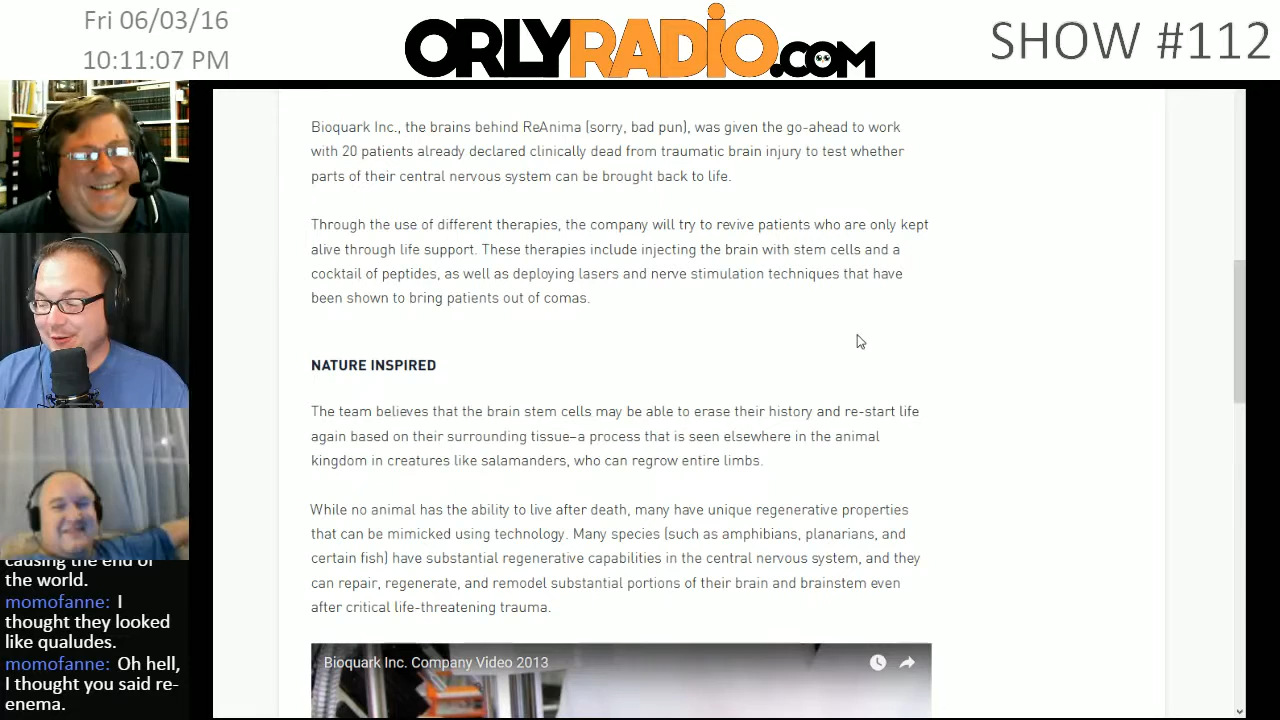 Fri 06/03/16
10:11:07 PM
ORLYRADiO.COM
SHOW #112
Bioquark Inc., the brains behind ReAnima (sorry, bad pun), was given the go-ahead to work
with 20 patients already declared clinically dead from traumatic brain injury to test whether
parts of their central nervous system can be brought back to life.
Through the use of different therapies, the company will try to revive patients who are only kept
alive through life support. These therapies include injecting the brain with stem cells and a
cocktail of peptides, as well as deploying lasers and nerve stimulation techniques that have
been shown to bring patients out of comas.
NATURE INSPIRED
The team believes that the brain stem cells may be able to erase their history and re-start life
again based on their surrounding tissue–a process that is seen elsewhere in the animal
kingdom in creatures like salamanders, who can regrow entire limbs.
While no animal has the ability to live after death, many have unique regenerative properties
that can be mimicked using technology. Many species (such as amphibians, planarians, and
certain fish) have substantial regenerative capabilities in the central nervous system, and they
can repair, regenerate, and remodel substantial portions of their brain and brainstem even
after critical life-threatening trauma.
Bioquark Inc. Company Video 2013
causing the end of
the world.
momofanne: I
thought they looked
like qualudes.
momofanne: Oh hell,
I thought you said re-
enema.